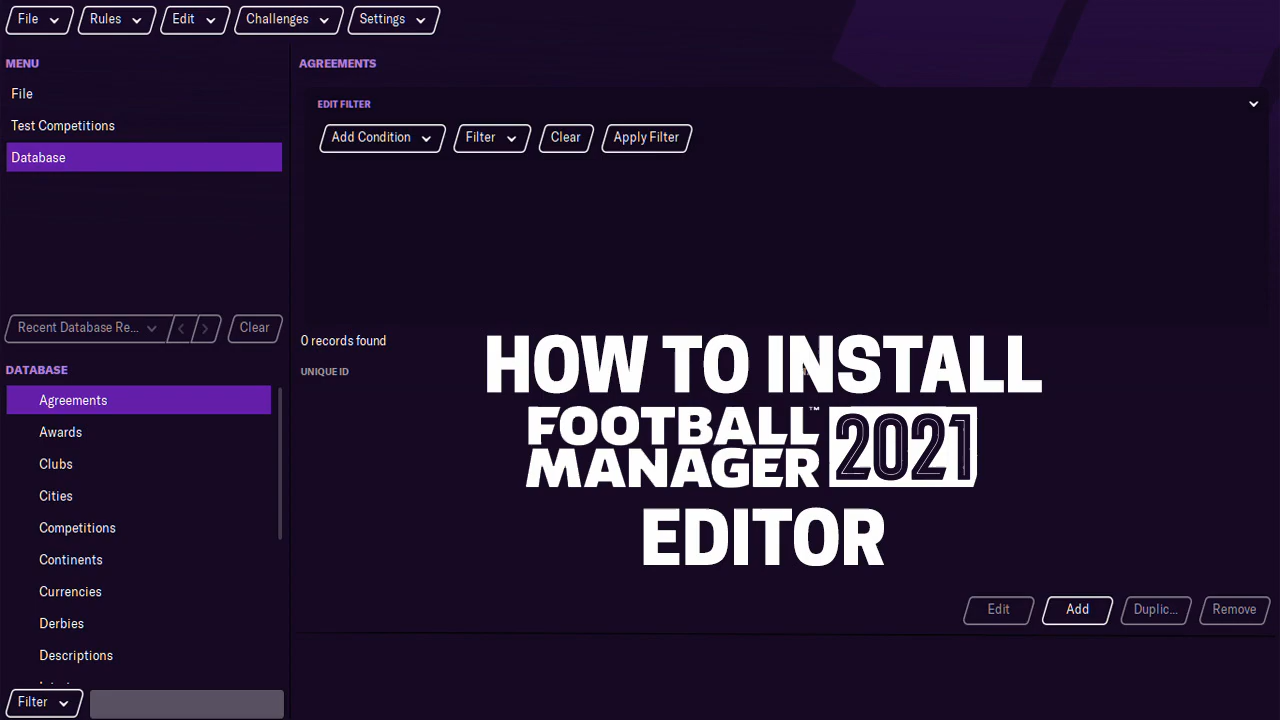 File Rules Edit Challenges Settings
MENU
File
Test Competitions
Database
Recent Database Re...
Clear
DATABASE
Agreements
Awards
Clubs
Cities
Competitions
Continents
Currencies
Derbies
Descriptions
Filter
AGREEMENTS
EDIT FILTER
Add Condition Filter Clear Apply Filter
0 records found
UNIQUE ID
HOW TO INSTALL
FOOTBALL™
MANAGER 2021
EDITOR
Edit Add Duplic... Remove